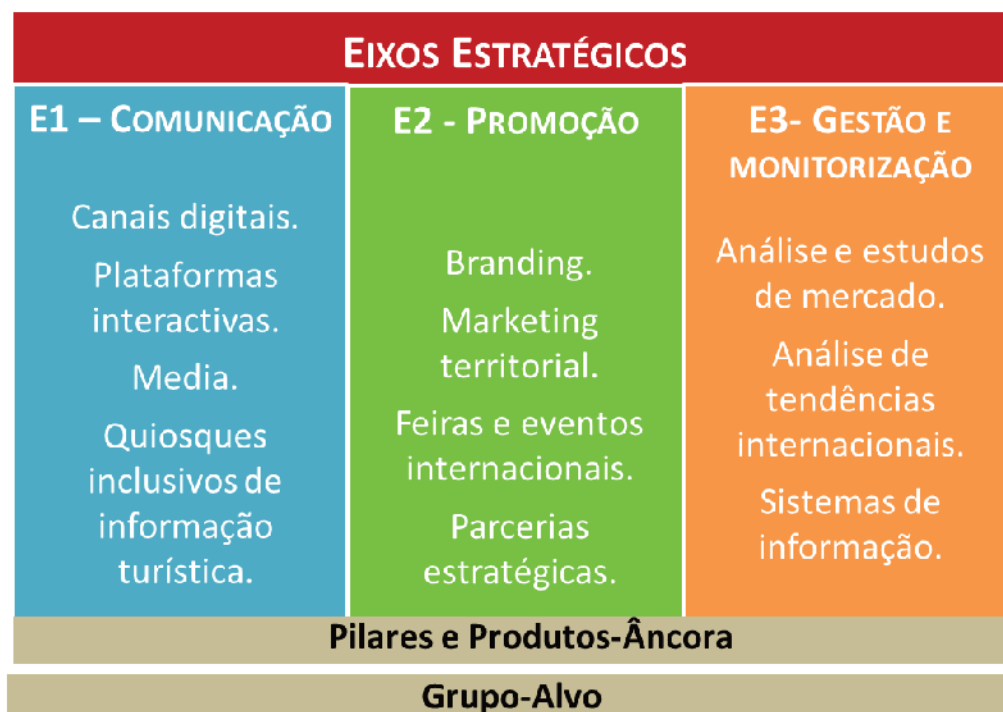 EIXOS ESTRATÉGICOS
E1 – COMUNICAÇÃO
Canais digitais.
Plataformas
interactivas.
Media.
Quiosques
inclusivos de
informação
turística.
E2 - PROMOÇÃO
Branding.
Marketing
territorial.
Feiras e eventos
internacionais.
Parcerias
estratégicas.
E3- GESTÃO E
MONITORIZAÇÃO
Análise e estudos
de mercado.
Análise de
tendências
internacionais.
Sistemas de
informação.
Pilares e Produtos-Âncora
Grupo-Alvo